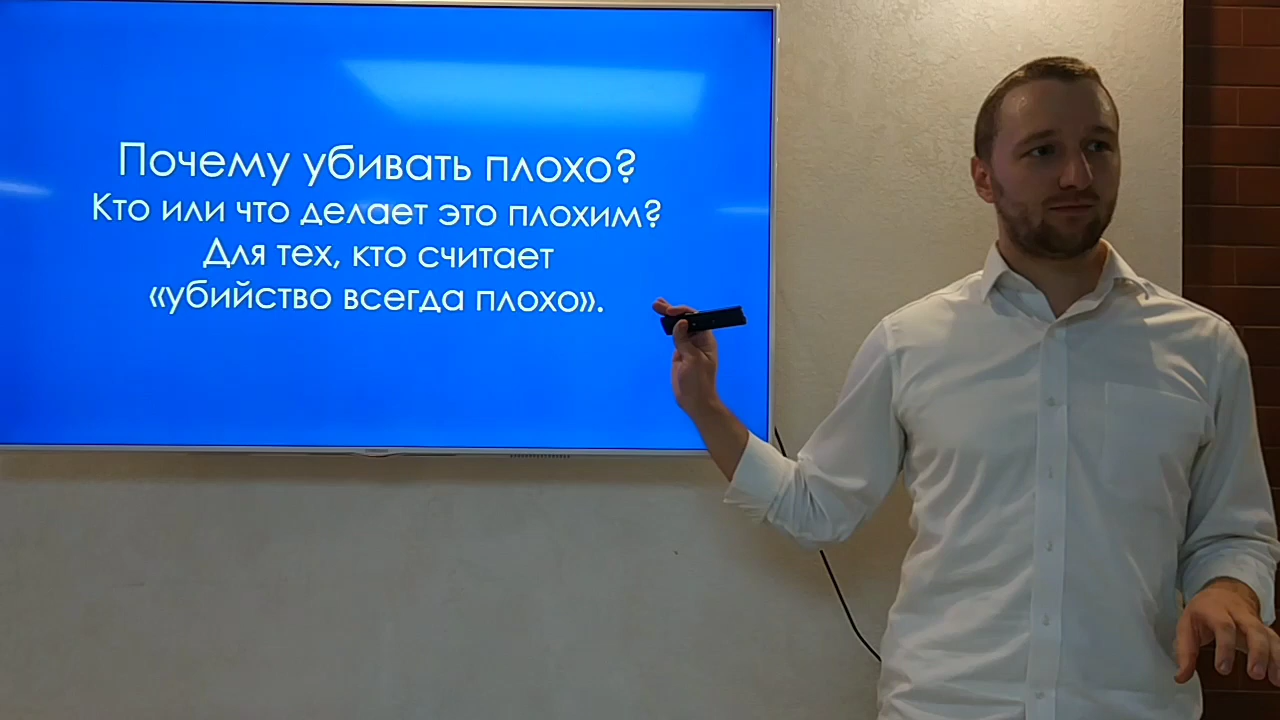 Почему убивать плохо?
Кто или что делает это плохим?
Для тех, кто считает
«убийство всегда плохо».